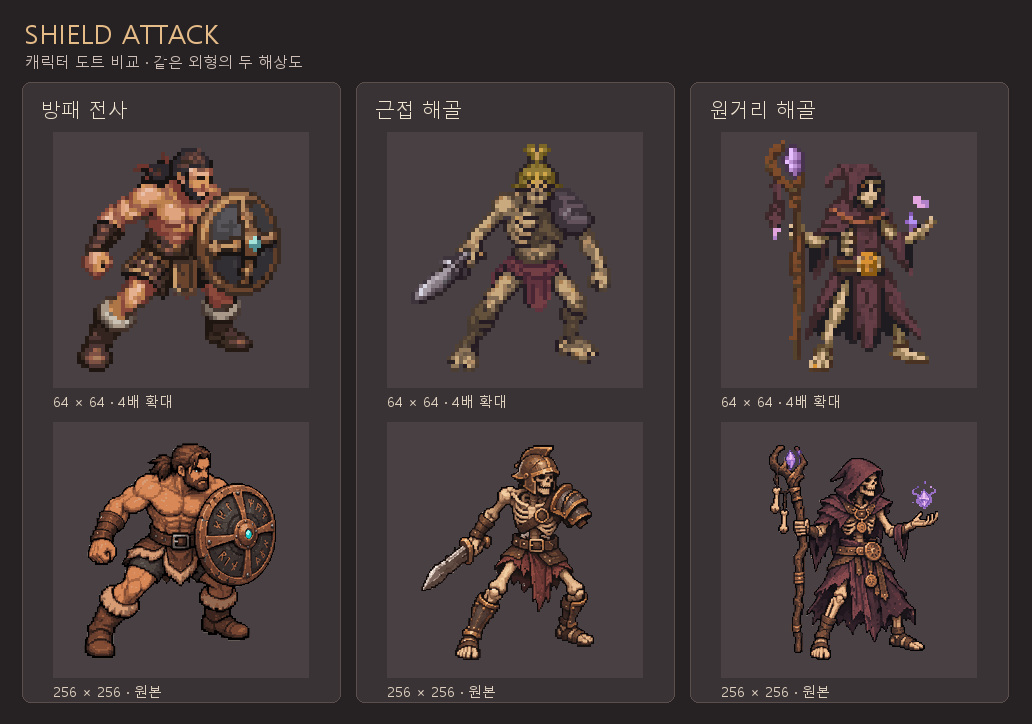 SHIELD ATTACK
캐릭터 도트 비교 · 같은 외형의 두 해상도
방패 전사
64 × 64 · 4배 확대
256 × 256 · 원본
근접 해골
64 × 64 · 4배 확대
256 × 256 · 원본
원거리 해골
64 × 64 · 4배 확대
256 × 256 · 원본